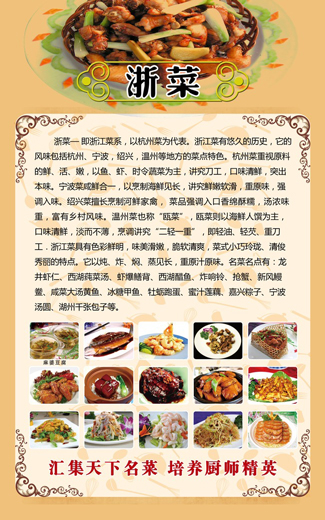 浙菜
浙菜— 即浙江菜系，以杭州菜为代表。浙江菜有悠久的历史，它的
风味包括杭州、宁波，绍兴，温州等地方的菜点特色。杭州菜重视原料
的鲜、活、嫩，以鱼、虾、时令蔬菜为主，讲究刀工，口味清鲜，突出
本味。宁波菜咸鲜合一，以烹制海鲜见长，讲究鲜嫩软滑，重原味，强
调入味。绍兴菜擅长烹制河鲜家禽，菜品强调入口香绵酥糯，汤浓味
重，富有乡村风味。温州菜也称“瓯菜”，瓯菜则以海鲜入馔为主，
口味清鲜，淡而不薄，烹调讲究“二轻一重”，即轻油、轻芡、重刀
工．浙江菜具有色彩鲜明，味美滑嫩，脆软清爽，菜式小巧玲珑、清俊
秀丽的特点。它以炖、炸、焖、蒸见长，重原汁原味。名菜名点有：龙
井虾仁、西湖莼菜汤、虾爆鳝背、西湖醋鱼、炸响铃、抢蟹、新风鳗
鲞、咸菜大汤黄鱼、冰糖甲鱼、牡蛎跑蛋、蜜汁莲藕、嘉兴粽子、宁波
汤圆、湖州千张包子等。
麻婆豆腐
汇集天下名菜 培养厨师精英